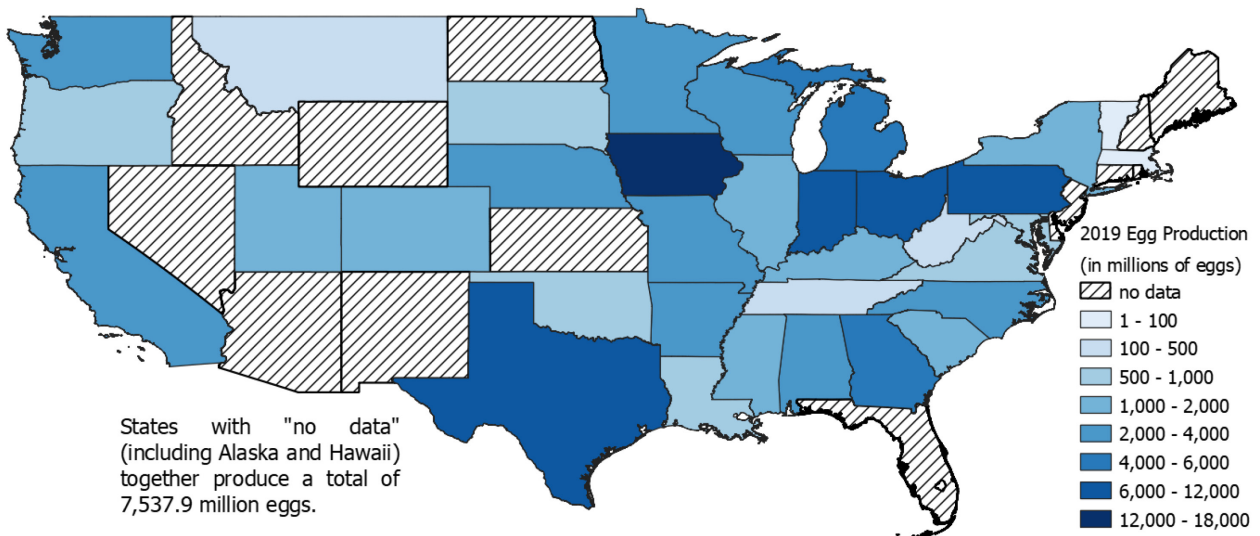 2019 Egg Production
(in millions of eggs)
no data
1 - 100
100 - 500
500 - 1,000
1,000 - 2,000
2,000 - 4,000
4,000 - 6,000
6,000 - 12,000
12,000 - 18,000
States with "no data"
(including Alaska and Hawaii)
together produce a total of
7,537.9 million eggs.